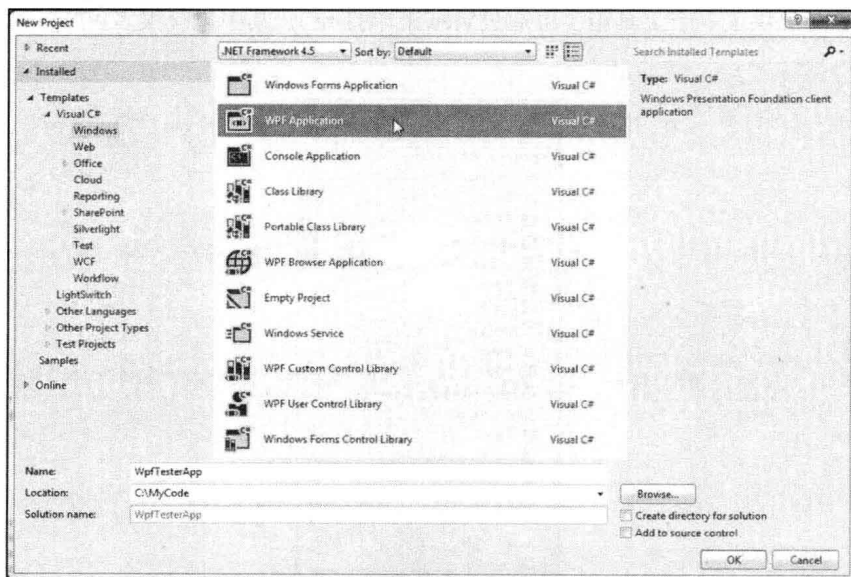 New Project
Recent
.NET Framework 4.5
Sort by: Default
Search Installed Templates
Installed
Templates
Visual C#
Windows
Web
Office
Cloud
Reporting
SharePoint
Silverlight
Test
WCF
Workflow
LightSwitch
Other Languages
Other Project Types
Test Projects
Samples
Online
Windows Forms Application Visual C#
WPF Application Visual C#
Console Application Visual C#
Class Library Visual C#
Portable Class Library Visual C#
WPF Browser Application Visual C#
Empty Project Visual C#
Windows Service Visual C#
WPF Custom Control Library Visual C#
WPF User Control Library Visual C#
Windows Forms Control Library Visual C#
Type: Visual C#
Windows Presentation Foundation client
application
Name: WpfTesterApp
Location: C:\MyCode
Browse...
Solution name: WpfTesterApp
Create directory for solution
Add to source control
OK Cancel